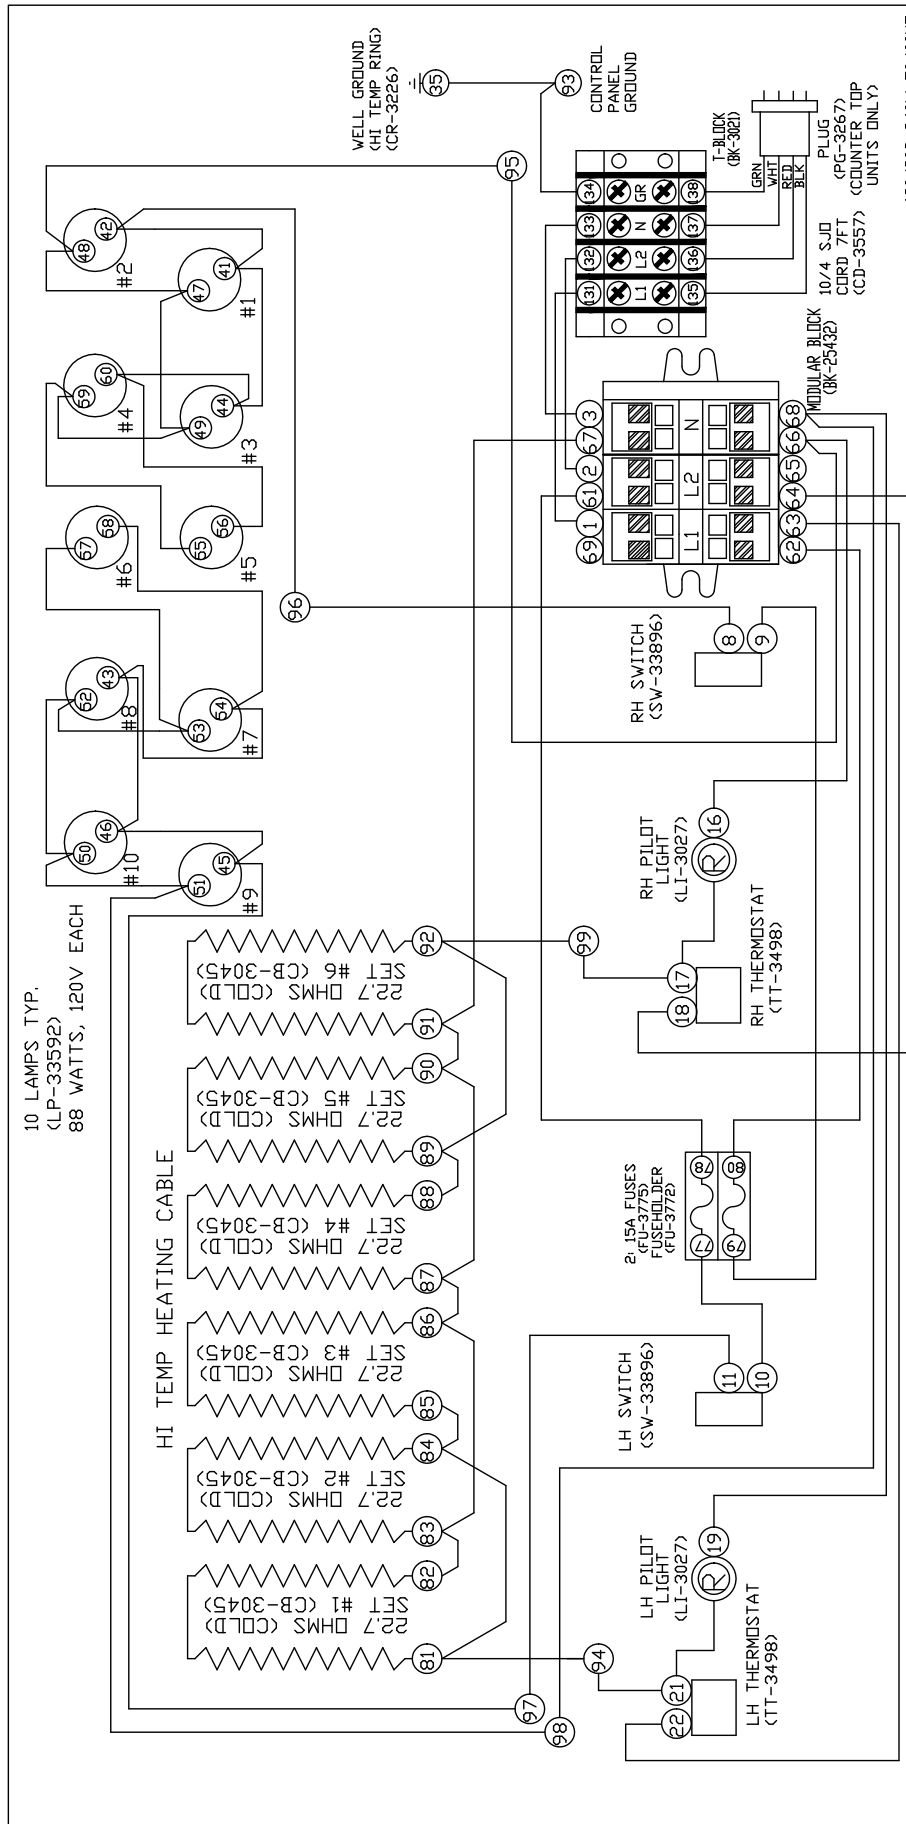 10 LAMPS TYP.
(LP-33592)
88 WATTS, 120V EACH
HI TEMP HEATING CABLE
22.7 OHMS (COLD)
SET #1 (CB-3045)
22.7 OHMS (COLD)
SET #2 (CB-3045)
22.7 OHMS (COLD)
SET #3 (CB-3045)
22.7 OHMS (COLD)
SET #4 (CB-3045)
22.7 OHMS (COLD)
SET #5 (CB-3045)
22.7 OHMS (COLD)
SET #6 (CB-3045)
81
82
83
84
85
86
87
88
89
90
91
92
50
46
#10
51
45
#9
52
43
#8
53
54
#7
57
58
#6
55
56
#5
59
60
#4
49
44
#3
48
42
#2
47
41
#1
97
98
94
99
96
95
WELL GROUND
(HI TEMP RING)
(CR-3226)
35
93
CONTROL
PANEL
GROUND
T-BLOCK
(BK-3021)
131
132
133
134
L1
L2
N
GR
135
136
137
138
GRN
WHT
RED
BLK
PLUG
(PG-3267)
(COUNTER TOP
UNITS ONLY)
10/4 SJO
CORD 7FT
(CD-3557)
MODULAR BLOCK
(BK-25432)
69
1
61
2
67
3
L1
L2
N
62
63
64
65
66
68
RH SWITCH
(SW-33896)
8
9
RH PILOT
LIGHT
(LI-3027)
R
16
RH THERMOSTAT
(TT-3498)
17
18
2; 15A FUSES
(FU-3775)
FUSEHOLDER
(FU-3772)
77
78
79
80
LH SWITCH
(SW-33896)
11
10
LH PILOT
LIGHT
(LI-3027)
R
19
LH THERMOSTAT
(TT-3498)
21
22